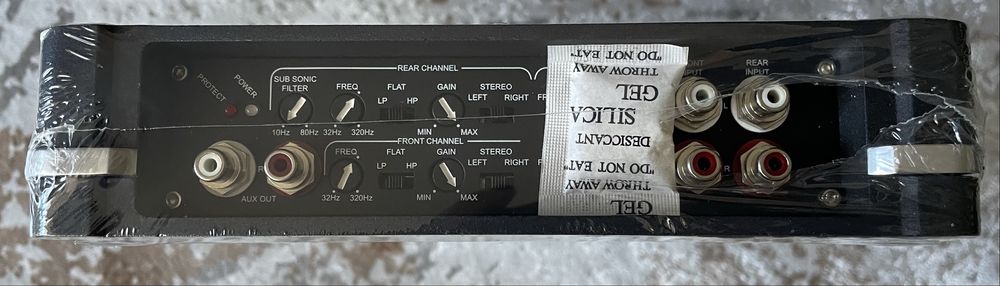 REAR CHANNEL
PROTECT
POWER
SUB SONIC
FILTER
10Hz 80Hz
FREQ
32Hz 320Hz
FLAT
LP HP
GAIN
MIN MAX
STEREO
LEFT RIGHT
FR
FRONT CHANNEL
FREQ
32Hz 320Hz
FLAT
LP HP
GAIN
MIN MAX
STEREO
LEFT RIGHT
AUX OUT
R
INPUT
REAR
INPUT
R
GEL
THROW AWAY
"DO NOT EAT"
DESICCANT
SILICA
GEL
THROW AWAY
"DO NOT EAT"